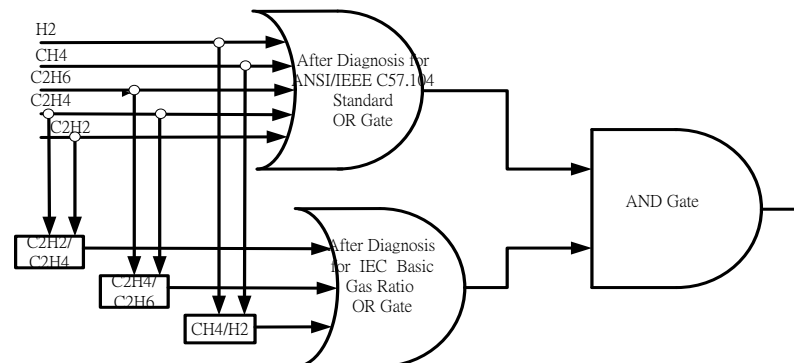 H2
CH4
C2H6
C2H4
C2H2
After Diagnosis for
ANSI/IEEE C57.104
Standard
OR Gate
AND Gate
C2H2/
C2H4
C2H4/
C2H6
CH4/H2
After Diagnosis
for IEC Basic
Gas Ratio
OR Gate